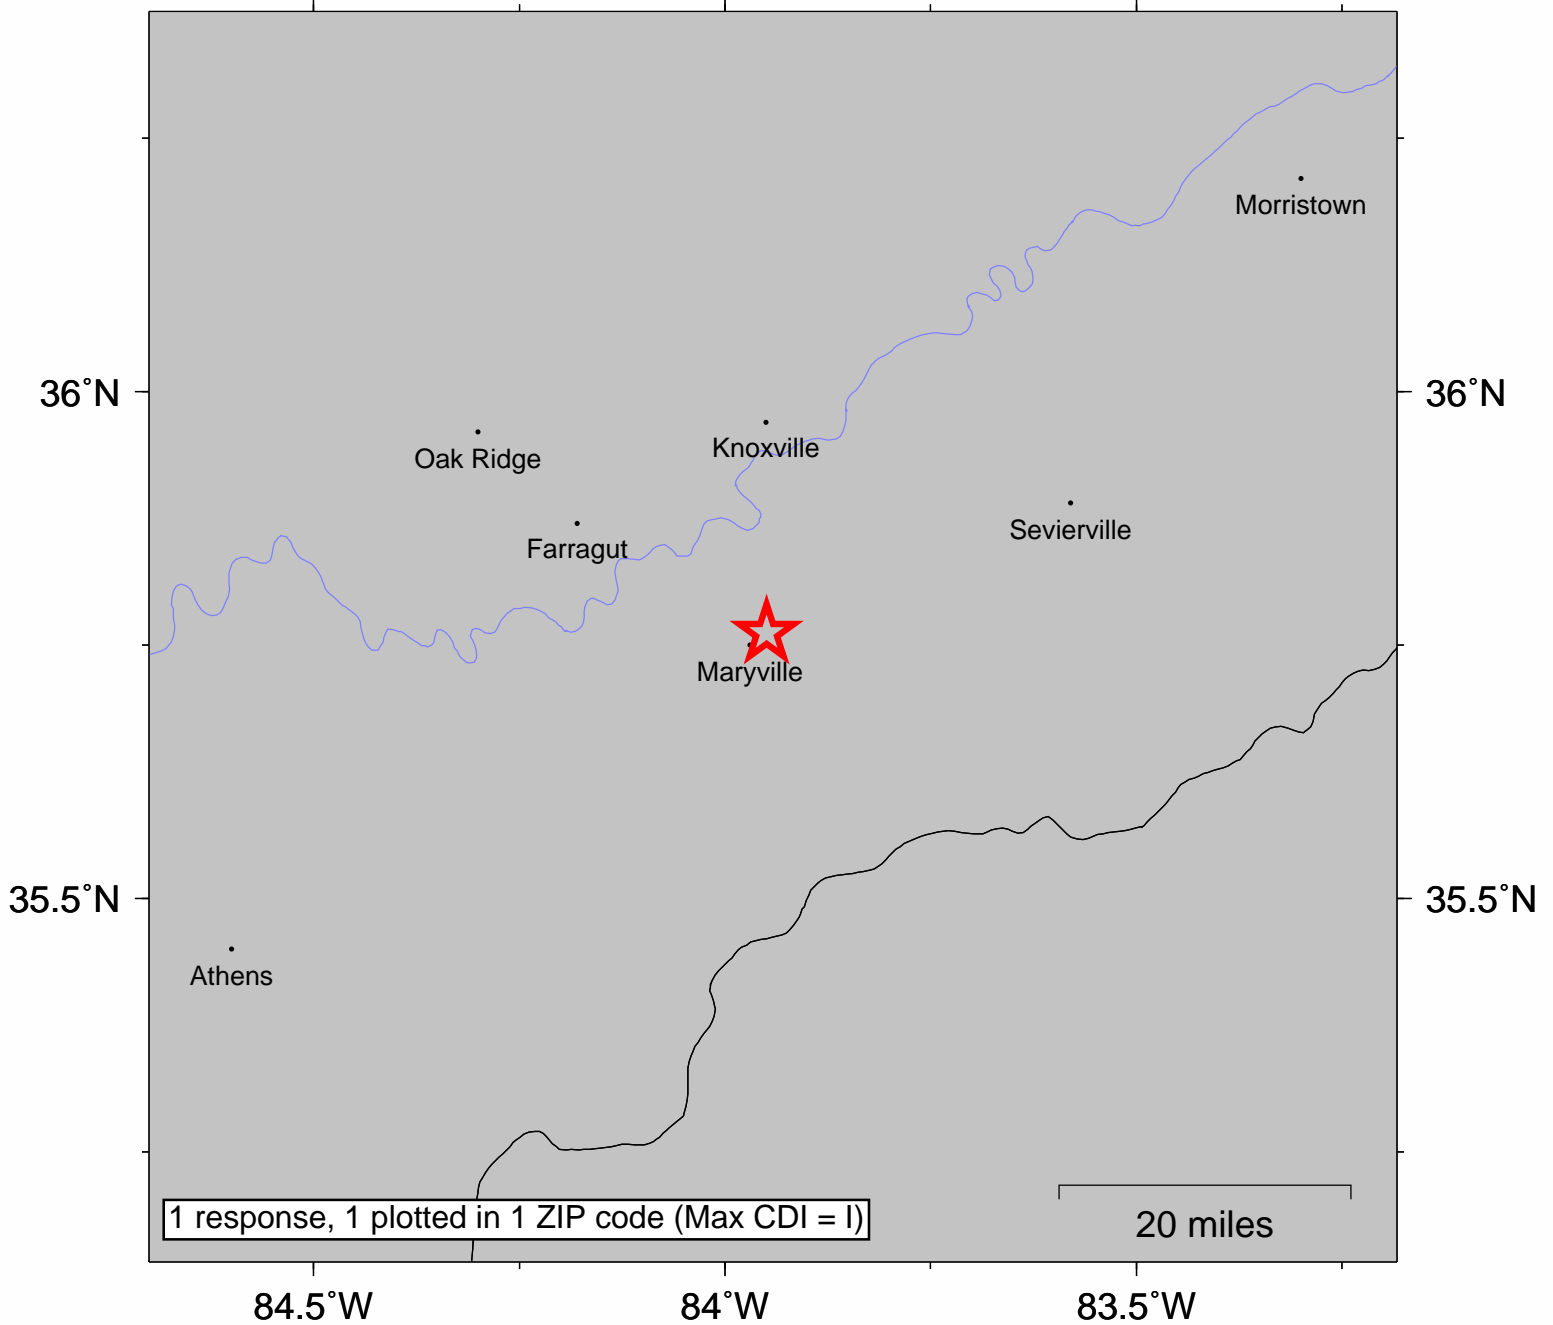 Morristown
36˚N
36˚N
Knoxville
Oak Ridge
Sevierville
Farragut
Maryville
35.5˚N
35.5˚N
Athens
1 response, 1 plotted in 1 ZIP code (Max CDI = I)
20 miles
84.5˚W
84˚W
83.5˚W